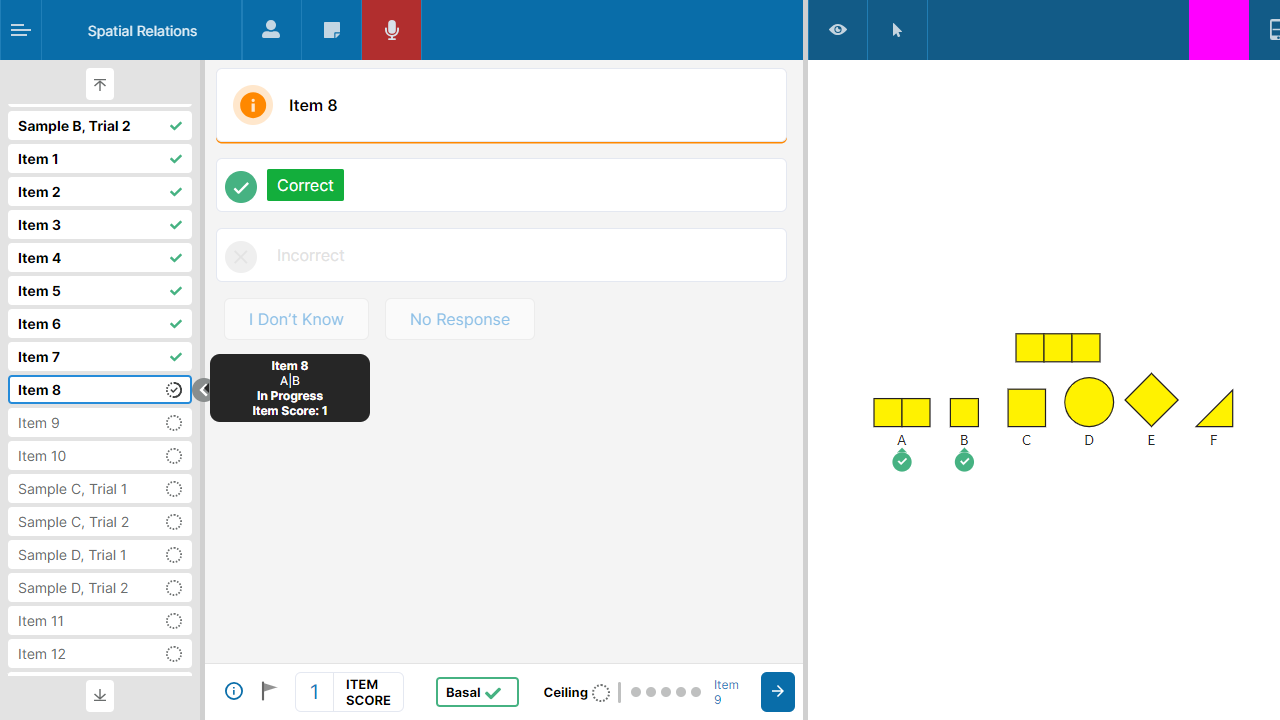 Spatial Relations
Sample B, Trial 2
Item 1
Item 2
Item 3
Item 4
Item 5
Item 6
Item 7
Item 8
Item 9
Item 10
Sample C, Trial 1
Sample C, Trial 2
Sample D, Trial 1
Sample D, Trial 2
Item 11
Item 12
Item 8
Correct
Incorrect
I Don't Know
No Response
Item 8
A|B
In Progress
Item Score: 1
1
ITEM
SCORE
Basal
Ceiling
Item
9
A B C D E F